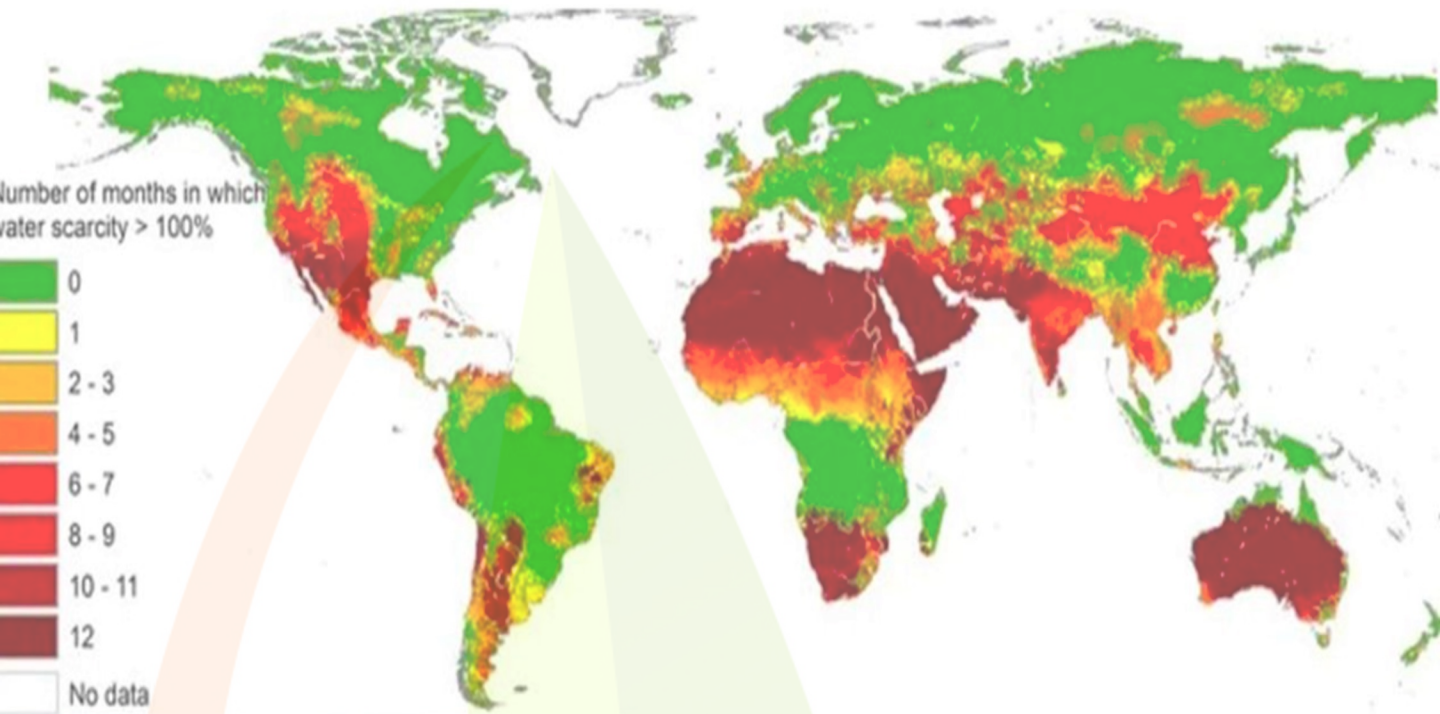 Number of months in which
water scarcity > 100%
0
1
2 - 3
4 - 5
6 - 7
8 - 9
10 - 11
12
No data